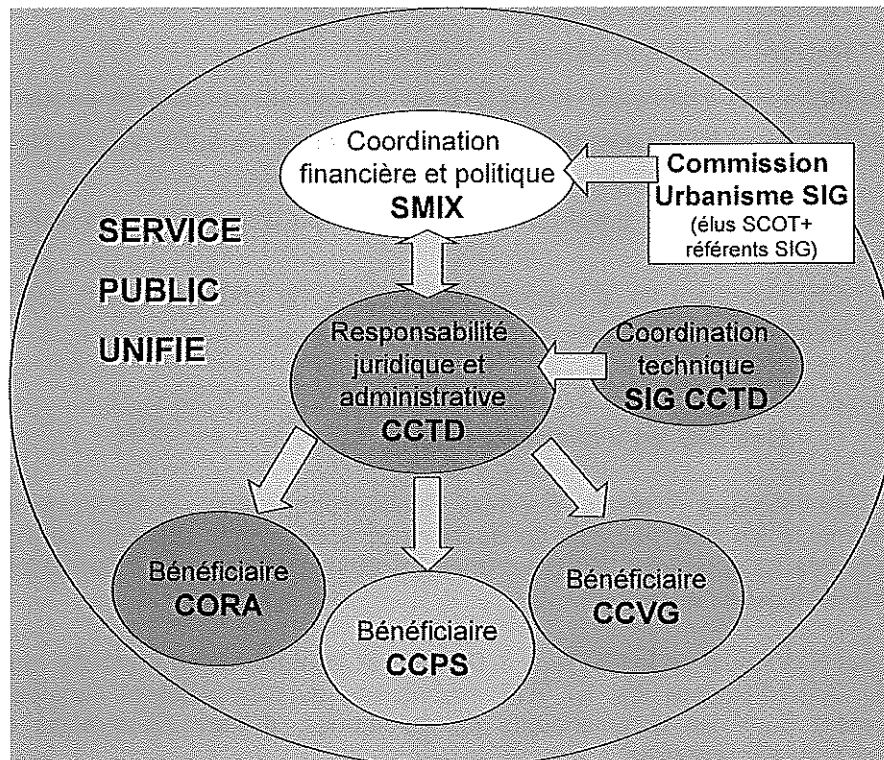 Coordination
financière et politique
SMIX
Commission
Urbanisme SIG
(élus SCOT+
référents SIG)
SERVICE
PUBLIC
UNIFIE
Responsabilité
juridique et
administrative
CCTD
Coordination
technique
SIG CCTD
Bénéficiaire
CORA
Bénéficiaire
CCPS
Bénéficiaire
CCVG